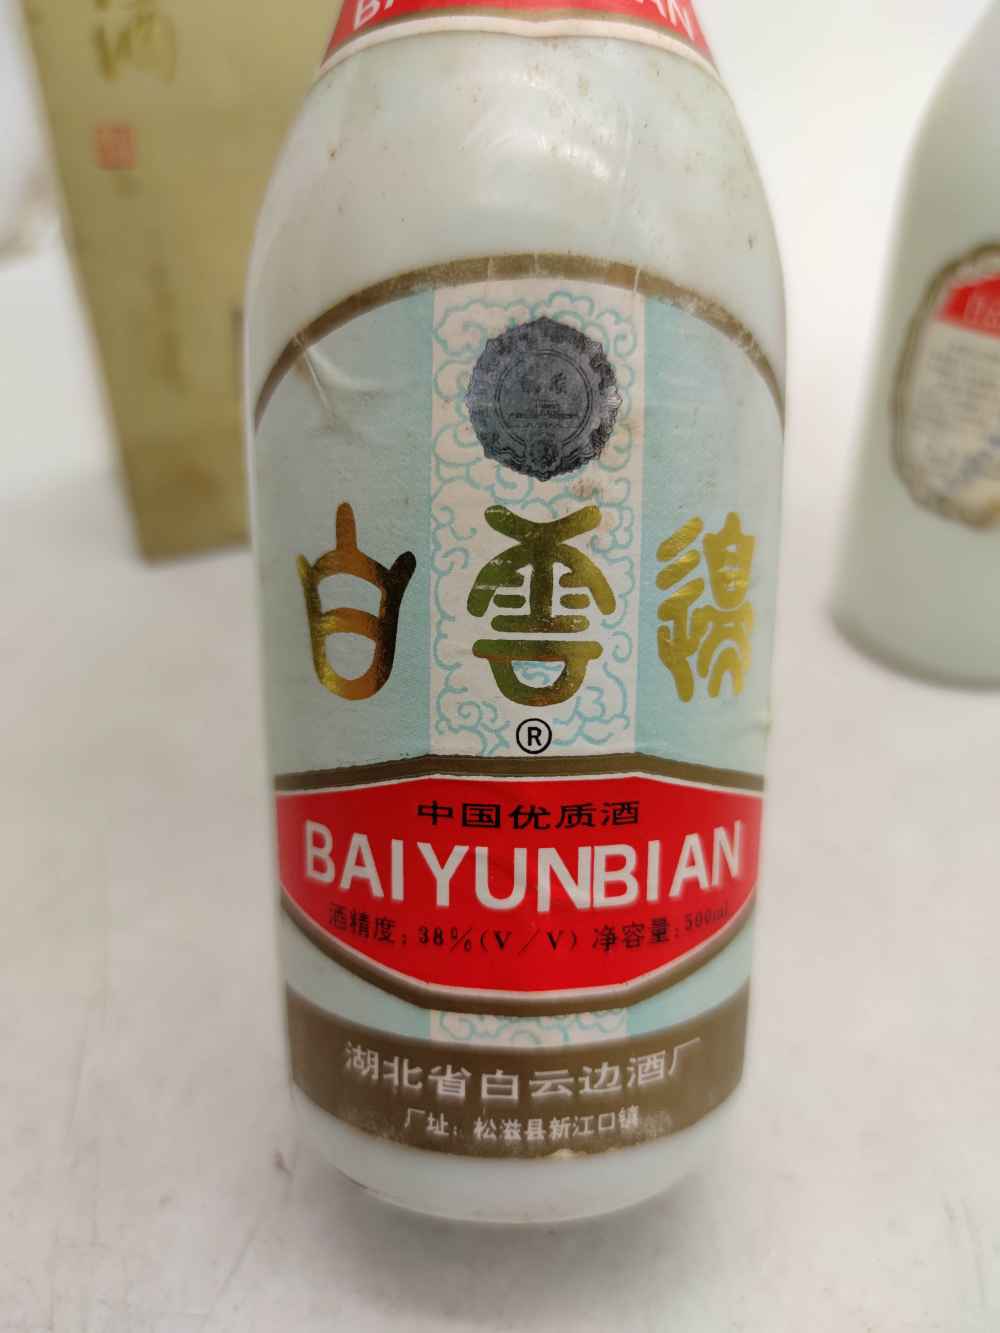 酒
白雲邊
®
中国优质酒
BAIYUNBIAN
酒精度：38%(V／V) 净容量：500ml
湖北省白云边酒厂
厂址：松滋县新江口镇